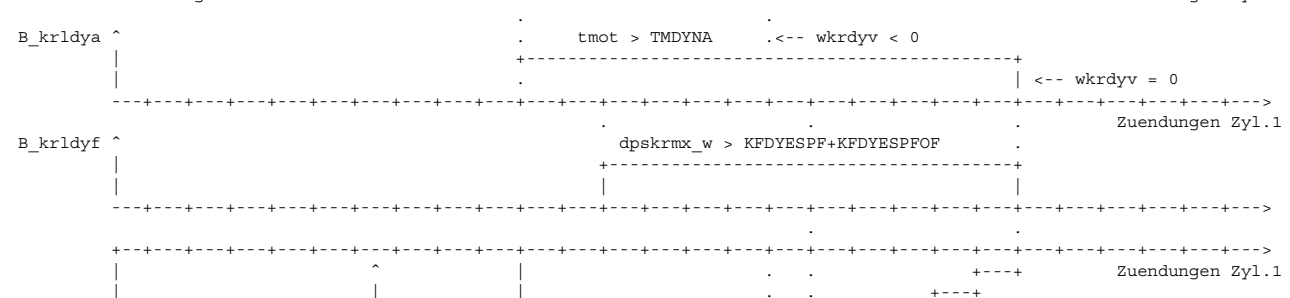 B_krldya ^ . tmot > TMDYNA .<-- wkrdyv < 0
| +---------------------------------------------+
| . | <-- wkrdyv = 0
---+---+---+---+---+---+---+---+---+---+---+---+---+---+---+---+---+---+---+---+---+---+---+---+---+---+---+--->
. . . Zuendungen Zyl.1
B_krldyf ^ dpskrmx_w > KFDYESPF+KFDYESPFOF .
| +-------------------------------------+
| | |
---+---+---+---+---+---+---+---+---+---+---+---+---+---+---+---+---+---+---+---+---+---+---+---+---+---+---+--->
. .
+---+---+---+---+---+---+---+---+---+---+---+---+---+---+---+---+---+---+---+---+---+---+---+---+---+---+---+--->
| ^ | . . +---+ Zuendungen Zyl.1
| | | . . +---+